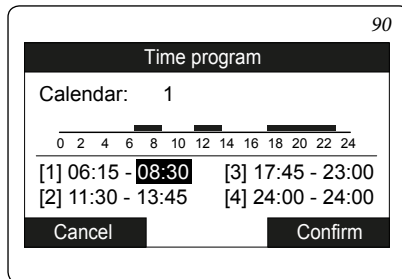 90
Time program
Calendar: 1
0 2 4 6 8 10 12 14 16 18 20 22 24
[1] 06:15 - 08:30 [3] 17:45 - 23:00
[2] 11:30 - 13:45 [4] 24:00 - 24:00
Cancel Confirm